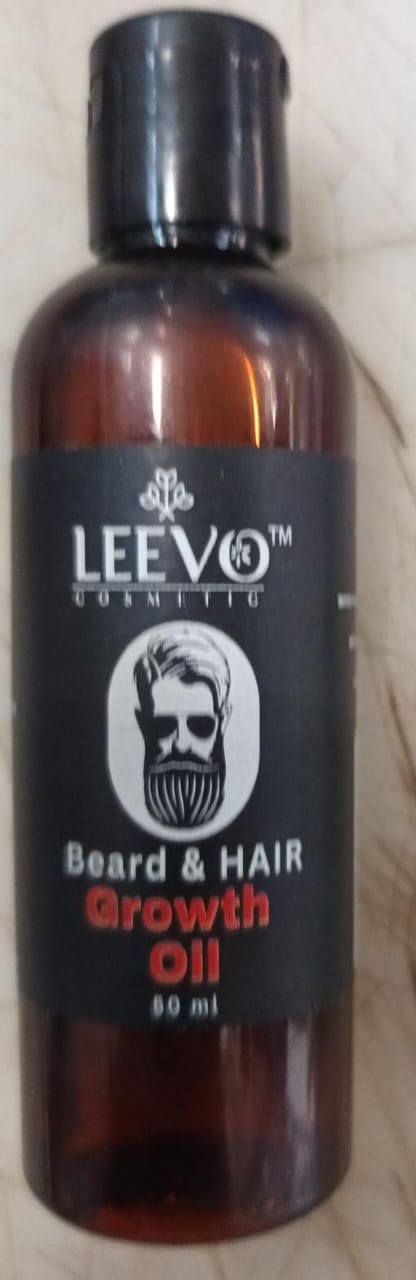 LEEVO™
COSMETIC
Beard & HAIR
Growth
Oil
50 ml